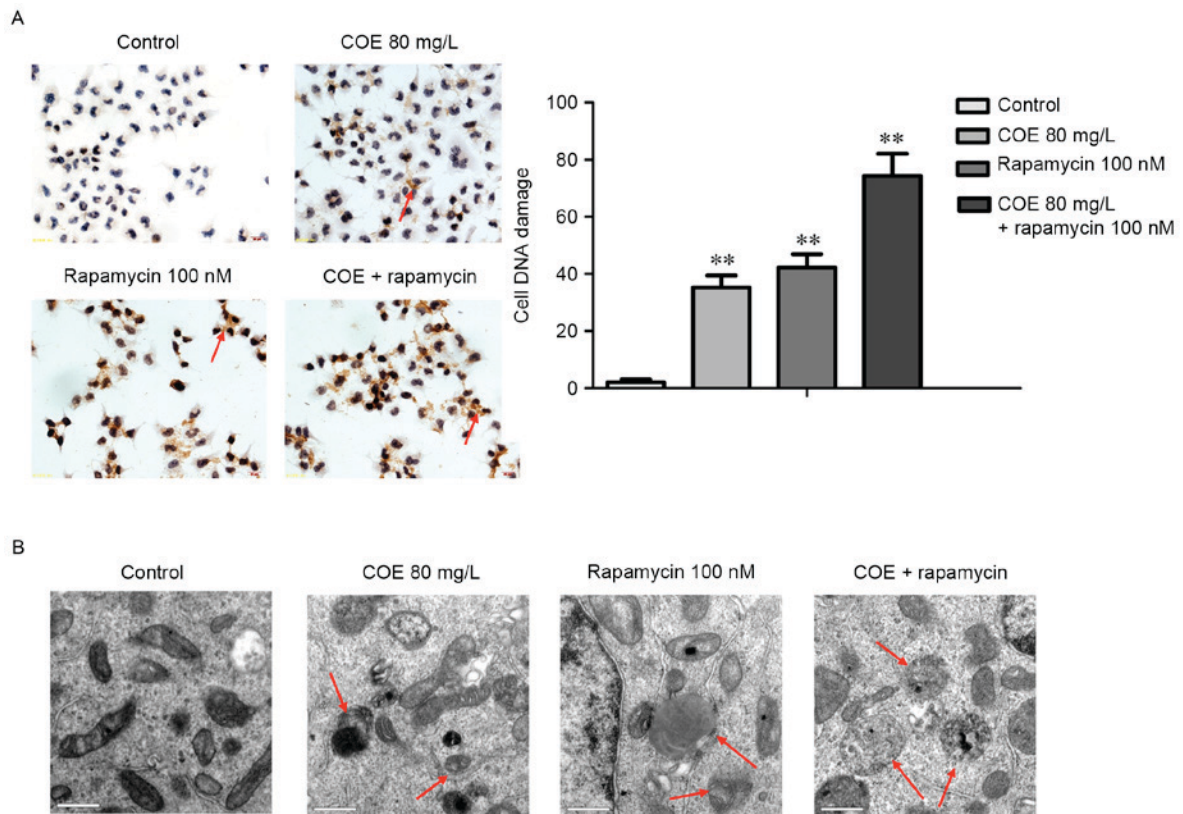 A
Control
COE 80 mg/L
Rapamycin 100 nM
COE + rapamycin
Cell DNA damage
100
80
60
40
20
0
**
**
**
Control
COE 80 mg/L
Rapamycin 100 nM
COE 80 mg/L
+ rapamycin 100 nM
B
Control
COE 80 mg/L
Rapamycin 100 nM
COE + rapamycin